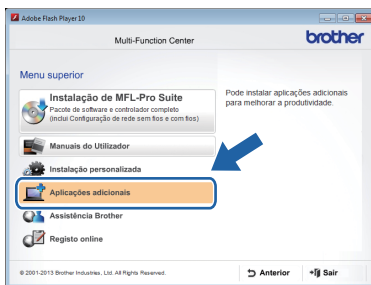 Adobe Flash Player 10
Multi-Function Center
brother
Menu superior
Instalação de MFL-Pro Suite
Pacote de software e controlador completo
(inclui Configuração de rede sem fios e com fios)
Manuais do Utilizador
Instalação personalizada
Aplicações adicionais
Assistência Brother
Registo online
Pode instalar aplicações adicionais
para melhorar a produtividade.
© 2001-2013 Brother Industries, Ltd. All Rights Reserved.
Anterior
Sair